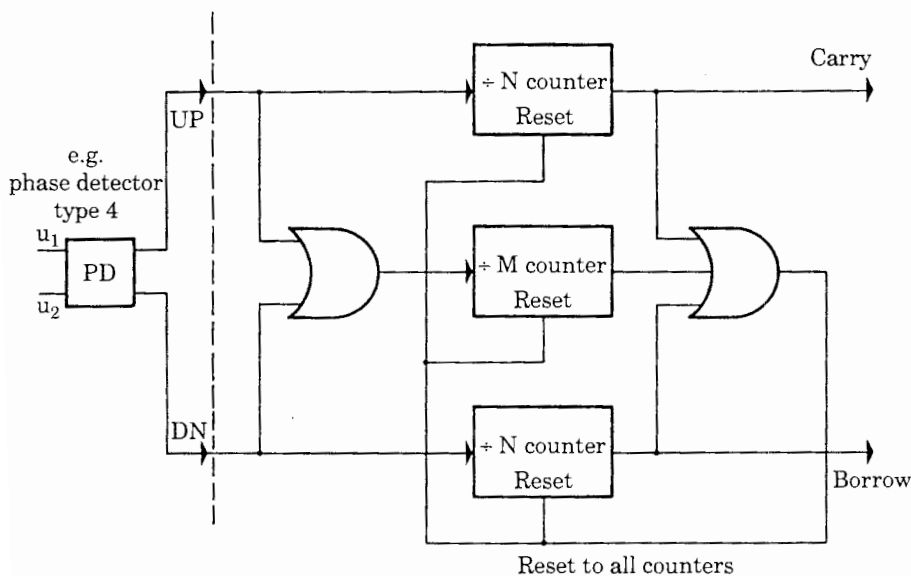 Carry
÷ N counter
Reset
UP
e.g.
phase detector
type 4
u1
PD
u2
÷ M counter
Reset
DN
÷ N counter
Reset
Borrow
Reset to all counters